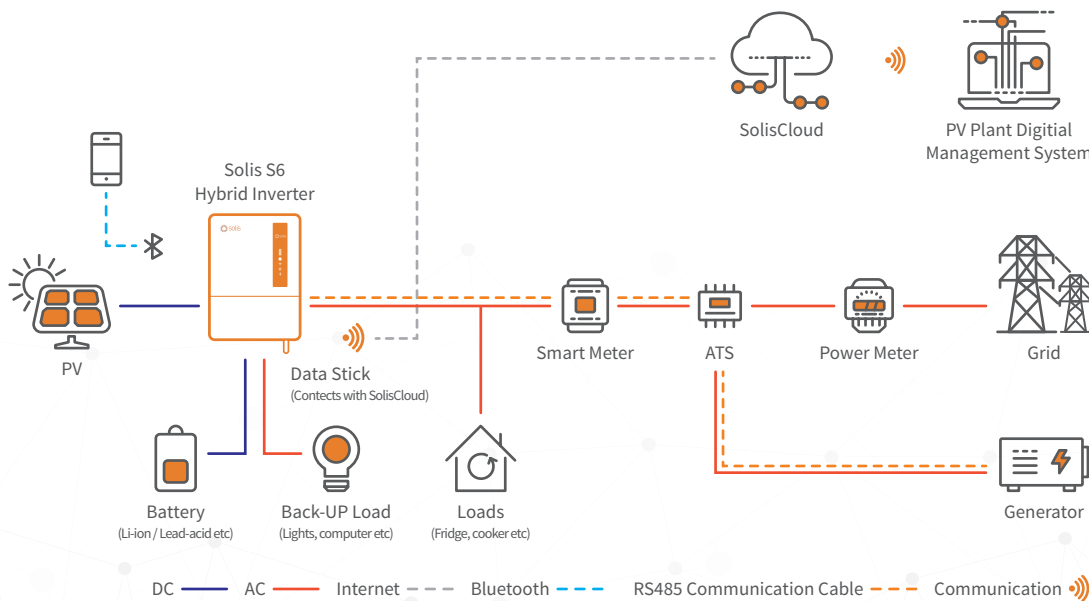 SolisCloud
PV Plant Digitial
Management System
Solis S6
Hybrid Inverter
solis
PV
Data Stick
(Contects with SolisCloud)
Smart Meter
ATS
Power Meter
Grid
Battery
(Li-ion / Lead-acid etc)
Back-UP Load
(Lights, computer etc)
Loads
(Fridge, cooker etc)
Generator
DC
AC
Internet
Bluetooth
RS485 Communication Cable
Communication